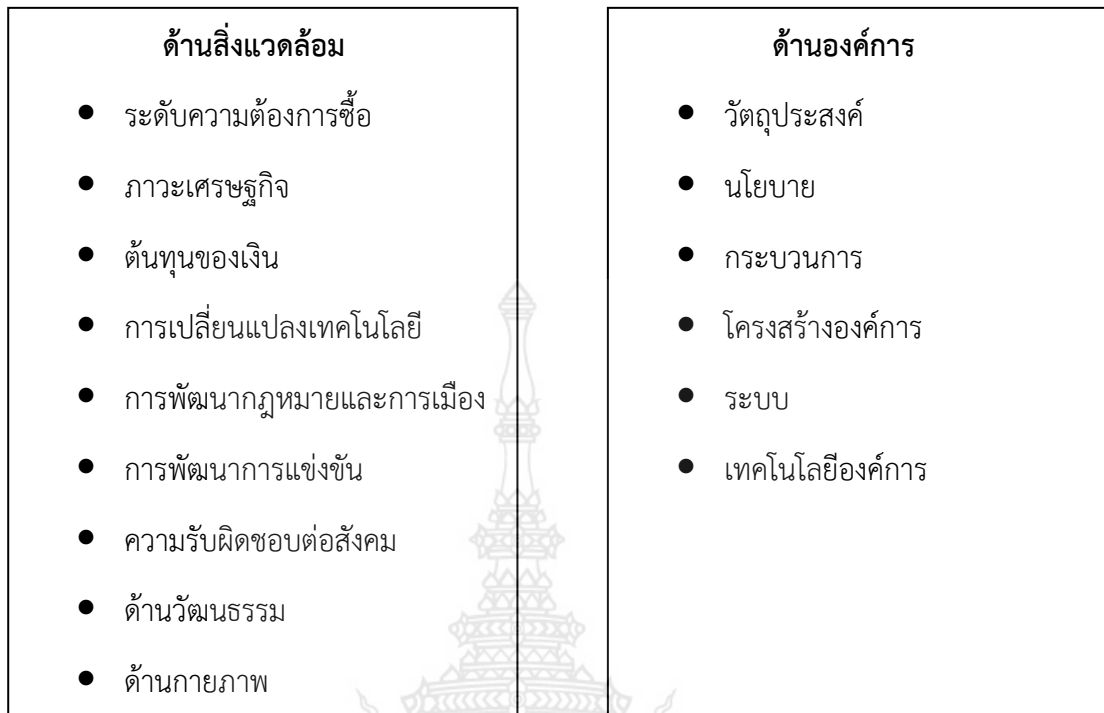 ด้านสิ่งแวดล้อม
● ระดับความต้องการซื้อ
● ภาวะเศรษฐกิจ
● ต้นทุนของเงิน
● การเปลี่ยนแปลงเทคโนโลยี
● การพัฒนากฎหมายและการเมือง
● การพัฒนาการแข่งขัน
● ความรับผิดชอบต่อสังคม
● ด้านวัฒนธรรม
● ด้านกายภาพ
ด้านองค์การ
● วัตถุประสงค์
● นโยบาย
● กระบวนการ
● โครงสร้างองค์การ
● ระบบ
● เทคโนโลยีองค์การ